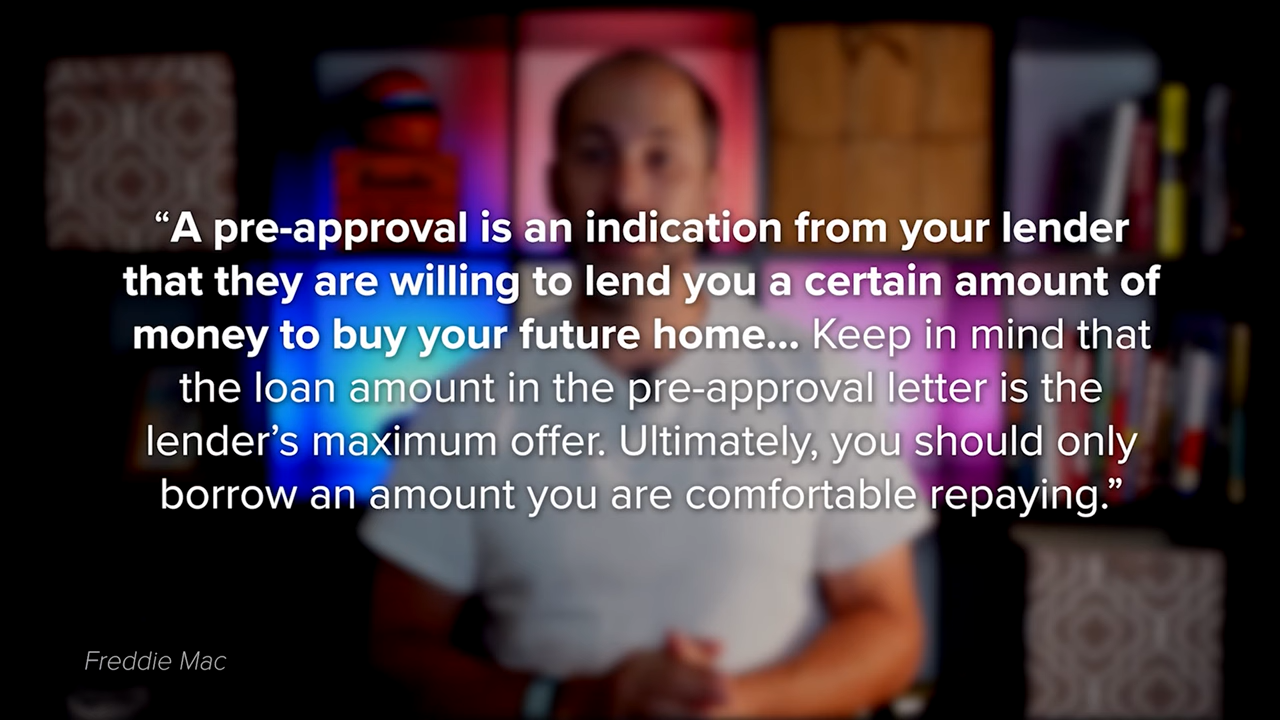 “A pre-approval is an indication from your lender
that they are willing to lend you a certain amount of
money to buy your future home... Keep in mind that
the loan amount in the pre-approval letter is the
lender’s maximum offer. Ultimately, you should only
borrow an amount you are comfortable repaying.”
Freddie Mac